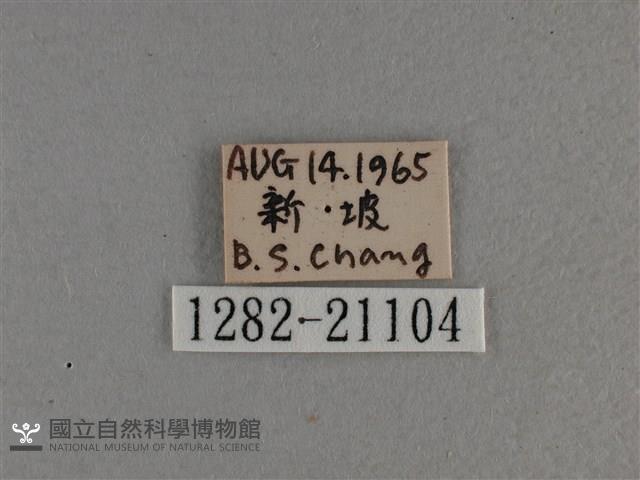 AUG 14.1965
新·坡
B.S.Chang
1282-21104
國立自然科學博物館
NATIONAL MUSEUM OF NATURAL SCIENCE